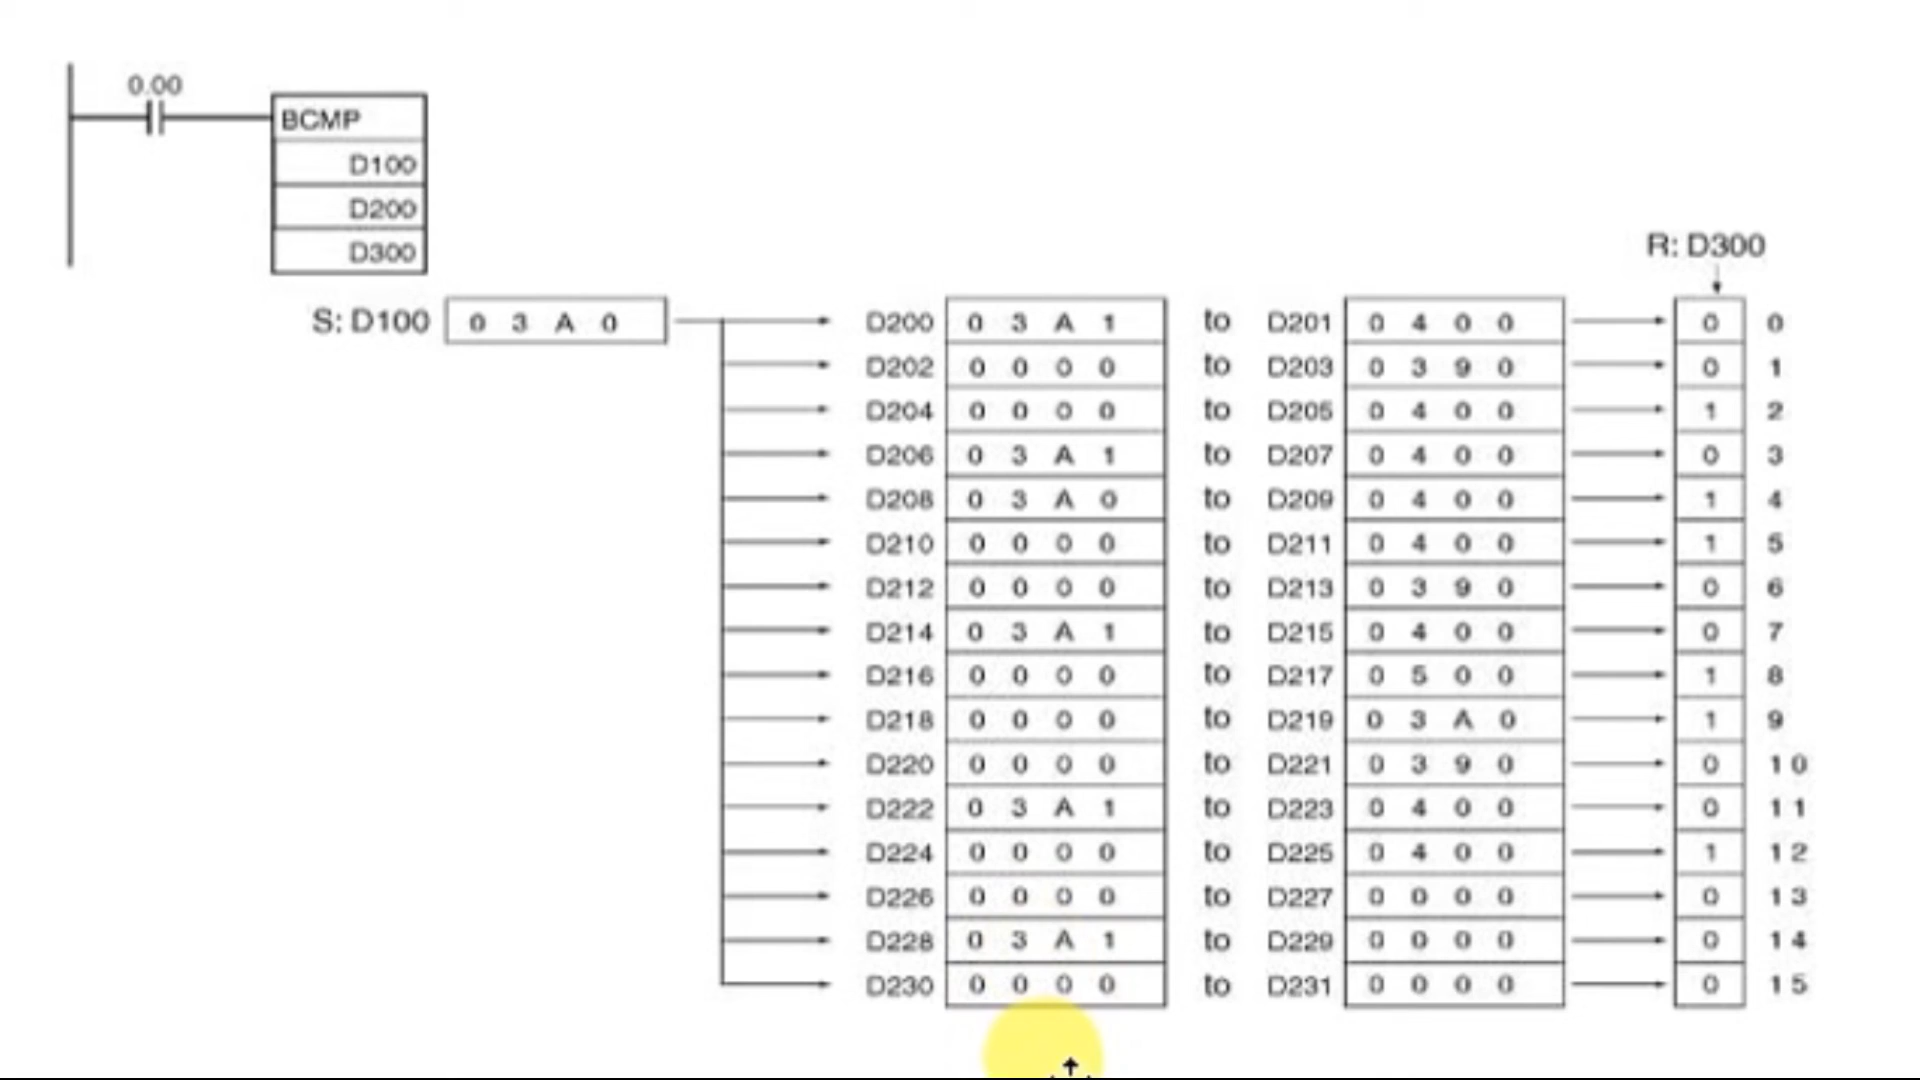 0.00
BCMP
D100
D200
D300
R: D300
S: D100 0 3 A 0 D200 0 3 A 1 to D201 0 4 0 0 0 0
D202 0 0 0 0 to D203 0 3 9 0 0 1
D204 0 0 0 0 to D205 0 4 0 0 1 2
D206 0 3 A 1 to D207 0 4 0 0 0 3
D208 0 3 A 0 to D209 0 4 0 0 1 4
D210 0 0 0 0 to D211 0 4 0 0 1 5
D212 0 0 0 0 to D213 0 3 9 0 0 6
D214 0 3 A 1 to D215 0 4 0 0 0 7
D216 0 0 0 0 to D217 0 5 0 0 1 8
D218 0 0 0 0 to D219 0 3 A 0 1 9
D220 0 0 0 0 to D221 0 3 9 0 0 10
D222 0 3 A 1 to D223 0 4 0 0 0 11
D224 0 0 0 0 to D225 0 4 0 0 1 12
D226 0 0 0 0 to D227 0 0 0 0 0 13
D228 0 3 A 1 to D229 0 0 0 0 0 14
D230 0 0 0 0 to D231 0 0 0 0 0 15